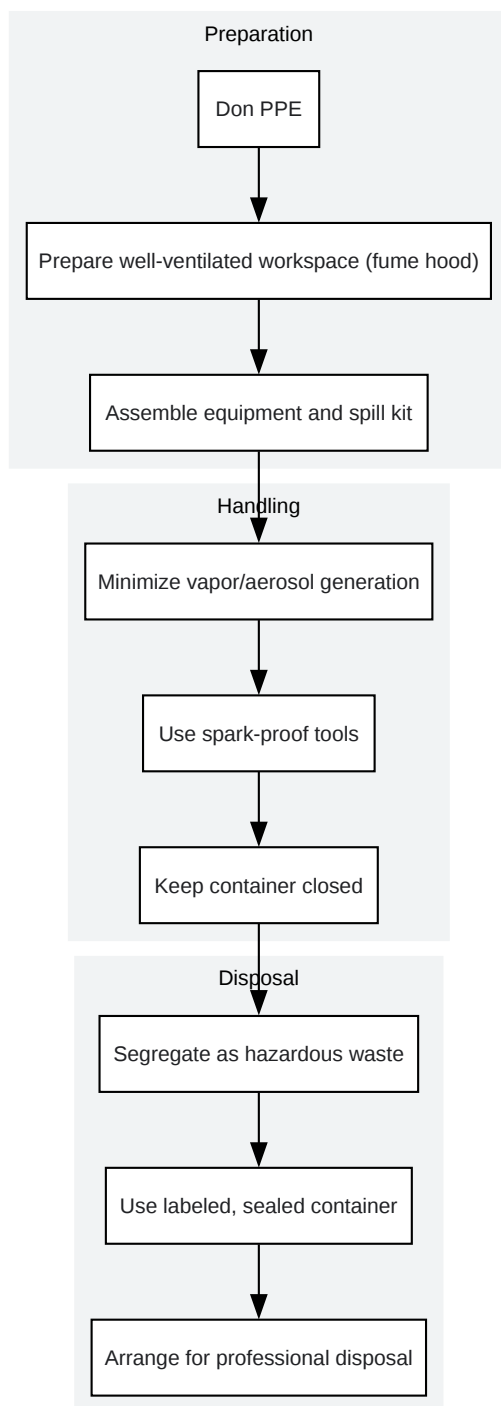 Preparation
Don PPE
Prepare well-ventilated workspace (fume hood)
Assemble equipment and spill kit
Handling
Minimize vapor/aerosol generation
Use spark-proof tools
Keep container closed
Disposal
Segregate as hazardous waste
Use labeled, sealed container
Arrange for professional disposal